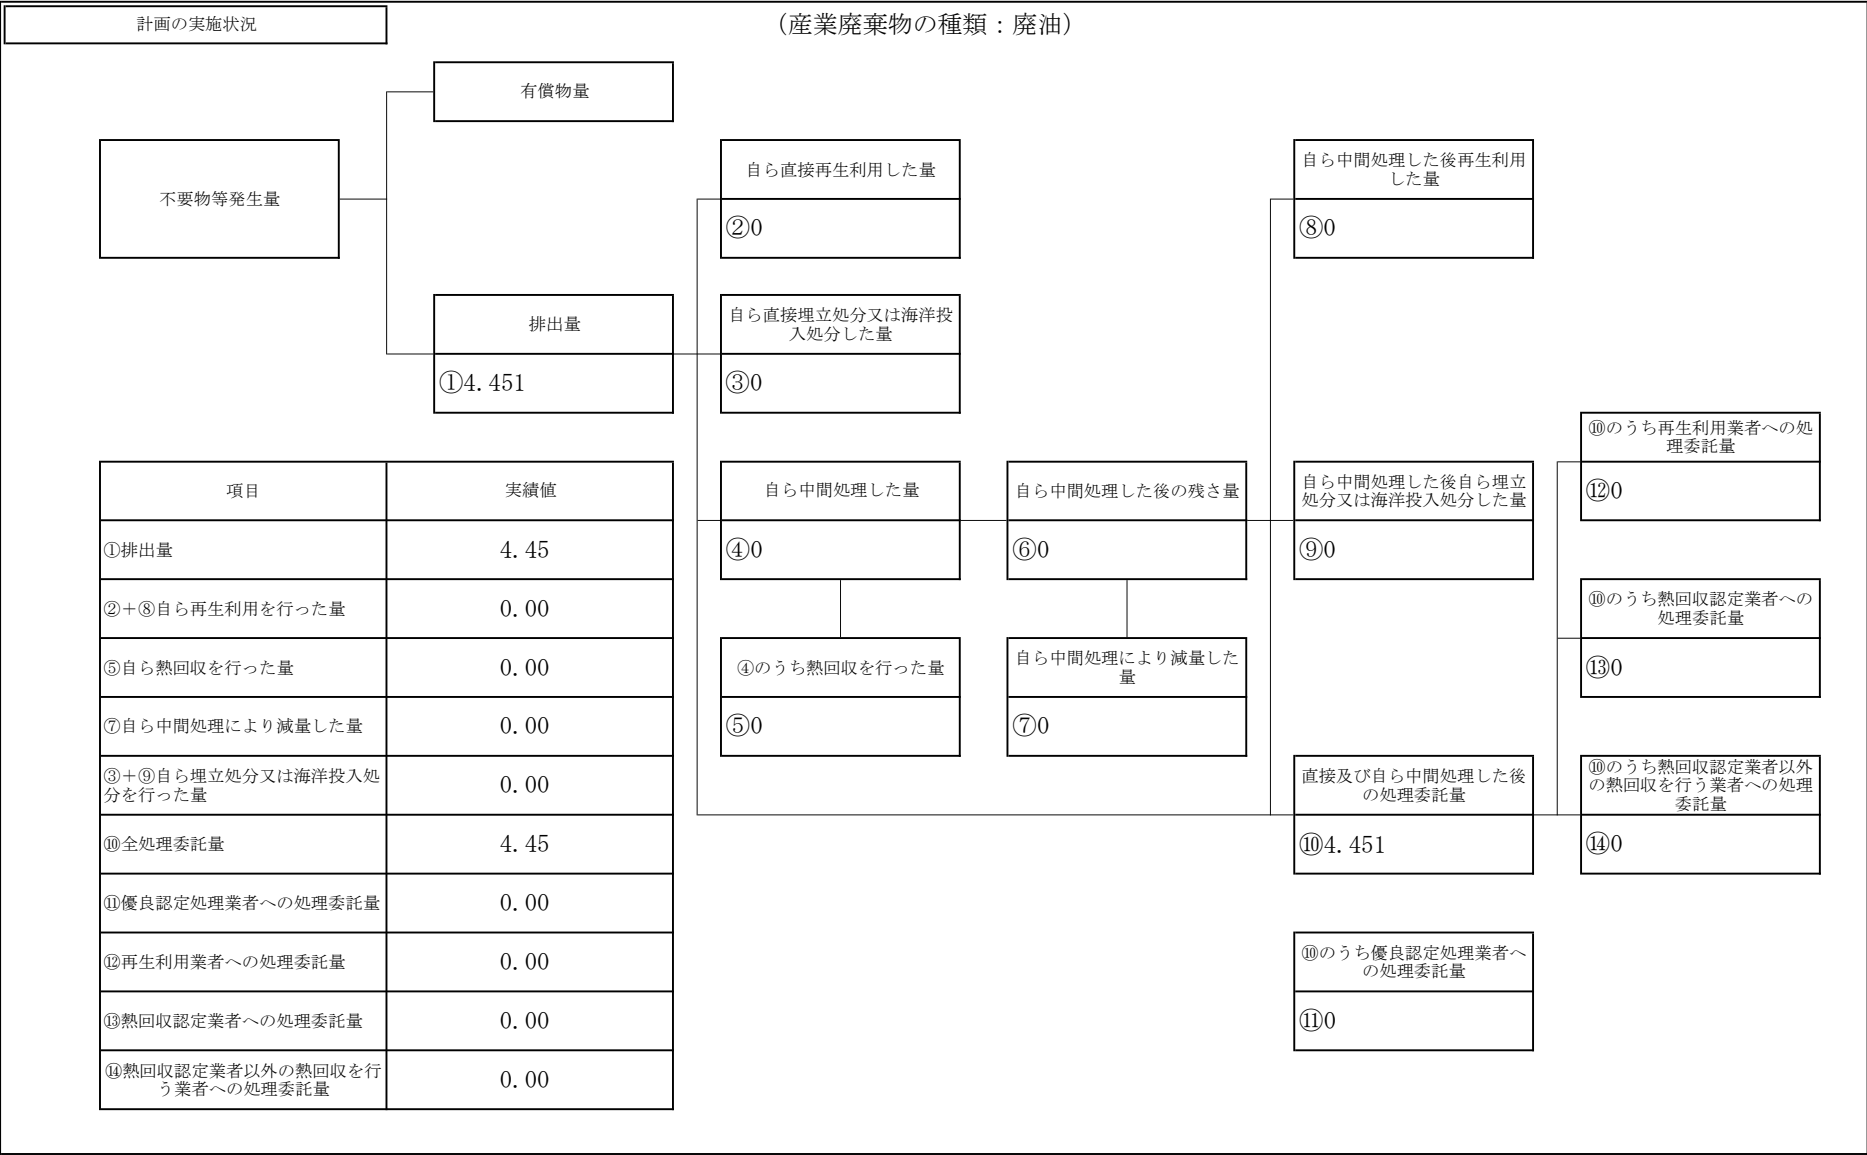 計画の実施状況
（産業廃棄物の種類：廃油）
有償物量
不要物等発生量
自ら直接再生利用した量
②0
自ら中間処理した後再生利用
した量
⑧0
排出量
①4.451
自ら直接埋立処分又は海洋投
入処分した量
③0
⑩のうち再生利用業者への処
理委託量
⑫0
自ら中間処理した量
④0
自ら中間処理した後の残さ量
⑥0
自ら中間処理した後自ら埋立
処分又は海洋投入処分した量
⑨0
⑩のうち熱回収認定業者への
処理委託量
⑬0
④のうち熱回収を行った量
⑤0
自ら中間処理により減量した
量
⑦0
直接及び自ら中間処理した後
の処理委託量
⑩4.451
⑩のうち熱回収認定業者以外
の熱回収を行う業者への処理
委託量
⑭0
⑩のうち優良認定処理業者へ
の処理委託量
⑪0
項目 実績値
①排出量 4.45
②＋⑧自ら再生利用を行った量 0.00
⑤自ら熱回収を行った量 0.00
⑦自ら中間処理により減量した量 0.00
③＋⑨自ら埋立処分又は海洋投入処
分を行った量 0.00
⑩全処理委託量 4.45
⑪優良認定処理業者への処理委託量 0.00
⑫再生利用業者への処理委託量 0.00
⑬熱回収認定業者への処理委託量 0.00
⑭熱回収認定業者以外の熱回収を行
う業者への処理委託量 0.00